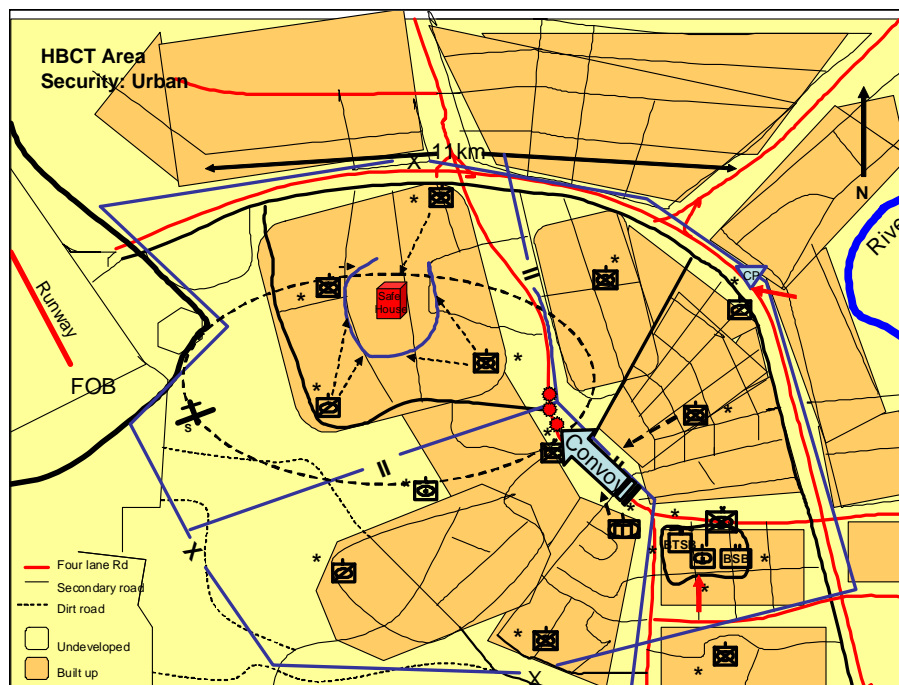 HBCT Area
Security: Urban
11km
X
N
River
CP
Safe
House
Runway
FOB
S
Convoy
X
BTSB
BSB
Four lane Rd
Secondary road
Dirt road
Undeveloped
Built up
X